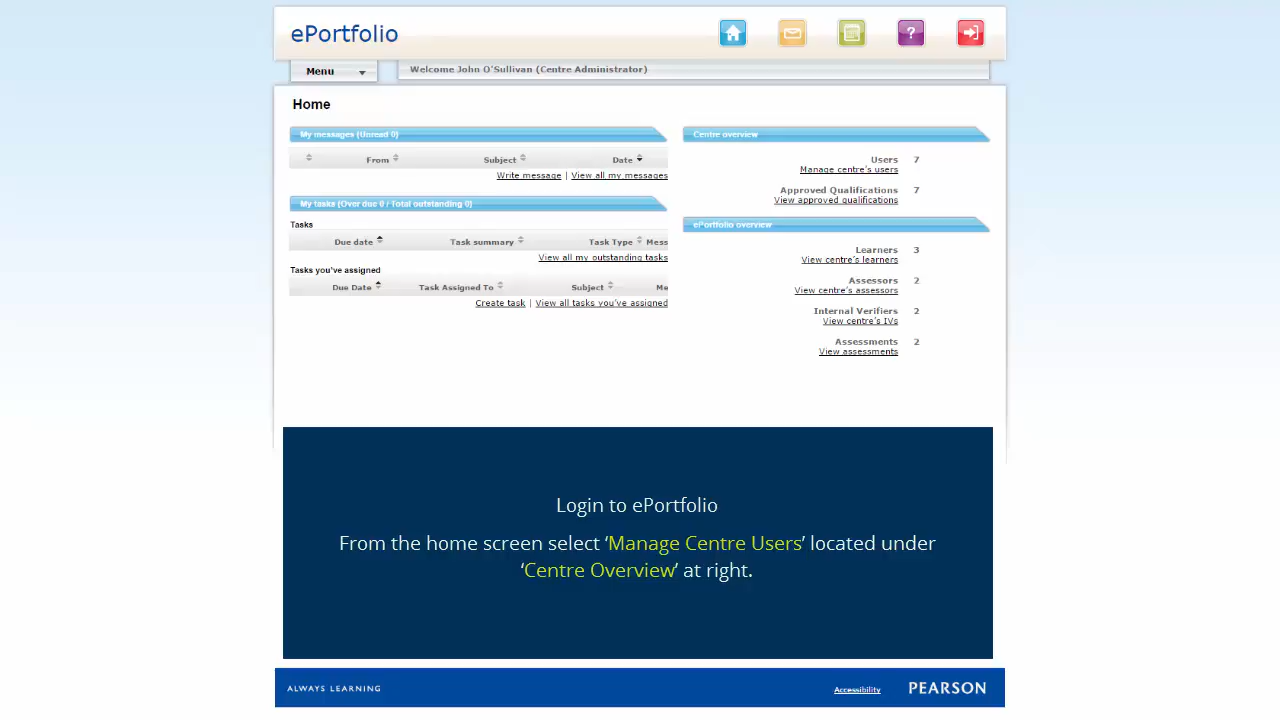 ePortfolio
?
Menu
Welcome John O'Sullivan (Centre Administrator)
Home
My messages (Unread 0)
From Subject Date
Write message | View all my messages
My tasks (Over due 0 / Total outstanding 0)
Tasks
Due date Task summary Task Type Mess
View all my outstanding tasks
Tasks you've assigned
Due Date Task Assigned To Subject Me
Create task | View all tasks you've assigned
Centre overview
Users 7
Manage centre's users
Approved Qualifications 7
View approved qualifications
ePortfolio overview
Learners 3
View centre's learners
Assessors 2
View centre's assessors
Internal Verifiers 2
View centre's IVs
Assessments 2
View assessments
Login to ePortfolio
From the home screen select ‘Manage Centre Users’ located under
‘Centre Overview’ at right.
ALWAYS LEARNING
Accessibility
PEARSON